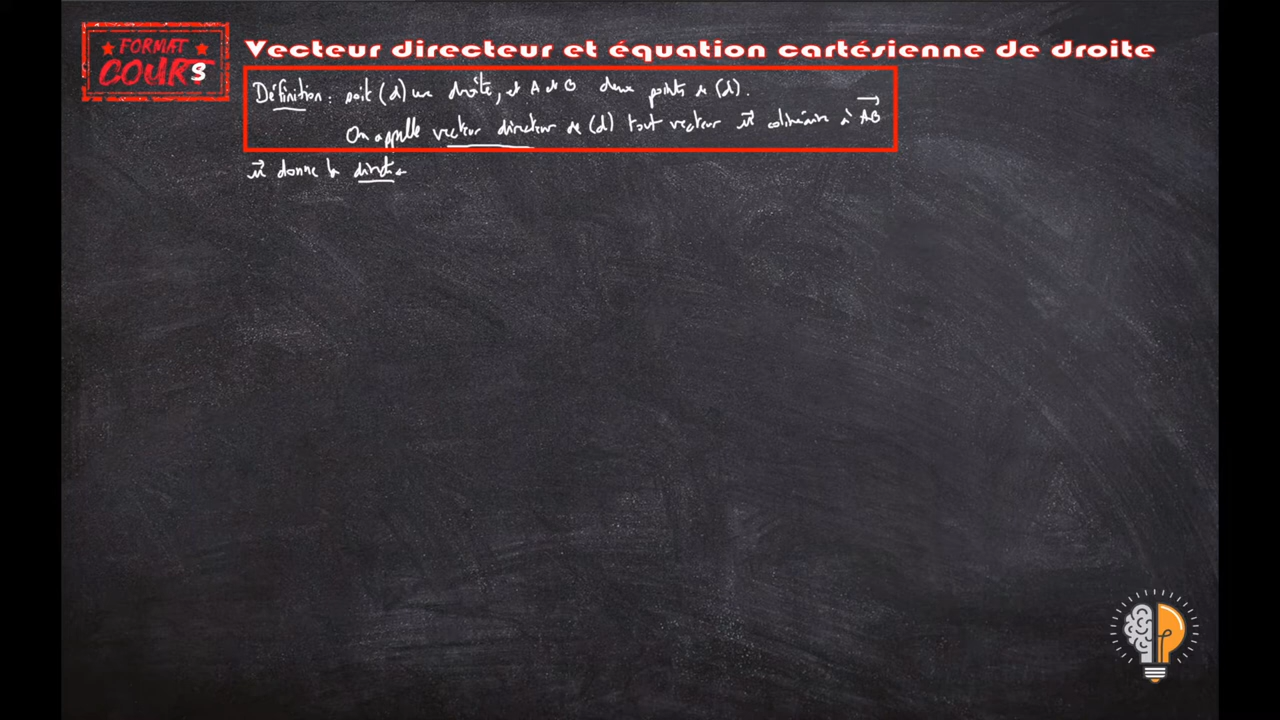 FORMAT
COURS
Vecteur directeur et équation cartésienne de droite
Définition : soit (d) une droite, et A et B deux points de (d).
On appelle vecteur directeur de (d) tout vecteur u⃗ colinéaire à AB⃗
u⃗ donne la